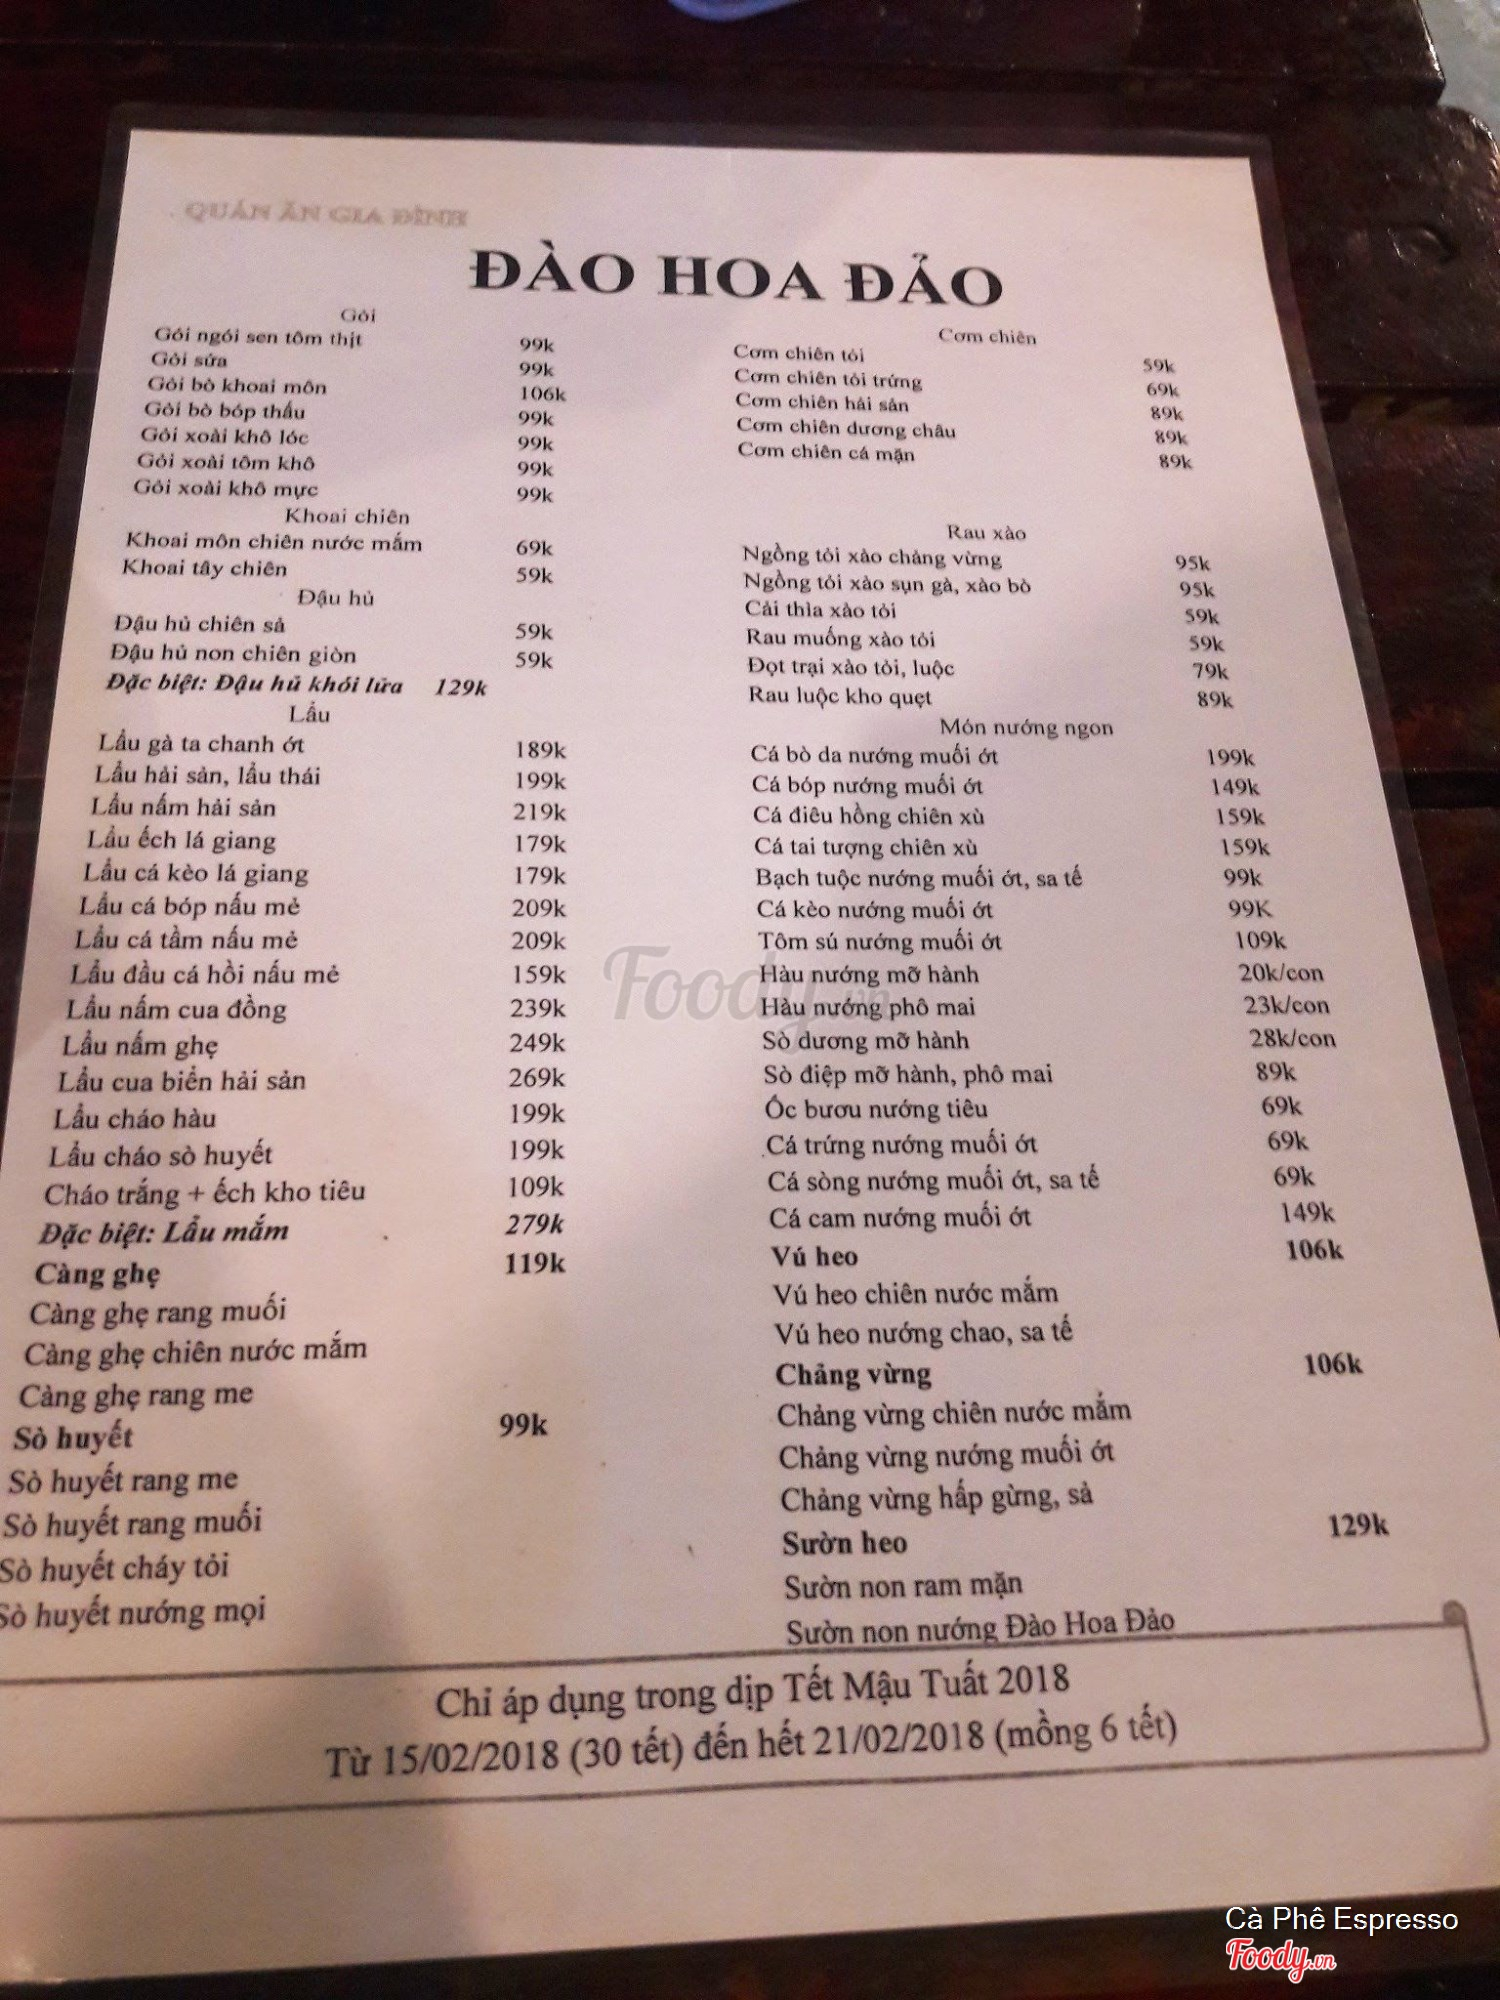 QUÁN ĂN GIA ĐÌNH
ĐÀO HOA ĐẢO
Gỏi
Gỏi ngói sen tôm thịt 99k
Gỏi sứa 99k
Gỏi bò khoai môn 106k
Gỏi bò bóp thấu 99k
Gỏi xoài khô lóc 99k
Gỏi xoài tôm khô 99k
Gỏi xoài khô mực 99k
Khoai chiên
Khoai môn chiên nước mắm 69k
Khoai tây chiên 59k
Đậu hủ
Đậu hủ chiên sả 59k
Đậu hủ non chiên giòn 59k
Đặc biệt: Đậu hủ khói lửa 129k
Lẩu
Lẩu gà ta chanh ớt 189k
Lẩu hải sản, lẩu thái 199k
Lẩu nấm hải sản 219k
Lẩu ếch lá giang 179k
Lẩu cá kèo lá giang 179k
Lẩu cá bóp nấu mẻ 209k
Lẩu cá tầm nấu mẻ 209k
Lẩu đầu cá hồi nấu mẻ 159k
Lẩu nấm cua đồng 239k
Lẩu nấm ghẹ 249k
Lẩu cua biển hải sản 269k
Lẩu cháo hàu 199k
Lẩu cháo sò huyết 199k
Cháo trắng + ếch kho tiêu 109k
Đặc biệt: Lẩu mắm 279k
Càng ghẹ 119k
Càng ghẹ rang muối
Càng ghẹ chiên nước mắm
Càng ghẹ rang me
Sò huyết 99k
Sò huyết rang me
Sò huyết rang muối
Sò huyết cháy tỏi
Sò huyết nướng mọi
Cơm chiên
Cơm chiên tỏi 59k
Cơm chiên tỏi trứng 69k
Cơm chiên hải sản 89k
Cơm chiên dương châu 89k
Cơm chiên cá mặn 89k
Rau xào
Ngồng tỏi xào chảng vừng 95k
Ngồng tỏi xào sụn gà, xào bò 95k
Cải thìa xào tỏi 59k
Rau muống xào tỏi 59k
Đọt trại xào tỏi, luộc 79k
Rau luộc kho quẹt 89k
Món nướng ngon
Cá bò da nướng muối ớt 199k
Cá bóp nướng muối ớt 149k
Cá điêu hồng chiên xù 159k
Cá tai tượng chiên xù 159k
Bạch tuộc nướng muối ớt, sa tế 99k
Cá kèo nướng muối ớt 99K
Tôm sú nướng muối ớt 109k
Hàu nướng mỡ hành 20k/con
Hàu nướng phô mai 23k/con
Sò dương mỡ hành 28k/con
Sò điệp mỡ hành, phô mai 89k
Ốc bươu nướng tiêu 69k
Cá trứng nướng muối ớt 69k
Cá sòng nướng muối ớt, sa tế 69k
Cá cam nướng muối ớt 149k
Vú heo 106k
Vú heo chiên nước mắm
Vú heo nướng chao, sa tế
Chảng vừng 106k
Chảng vừng chiên nước mắm
Chảng vừng nướng muối ớt
Chảng vừng hấp gừng, sả
Sườn heo 129k
Sườn non ram mặn
Sườn non nướng Đào Hoa Đảo
Chỉ áp dụng trong dịp Tết Mậu Tuất 2018
Từ 15/02/2018 (30 tết) đến hết 21/02/2018 (mồng 6 tết)
Foody.vn
Cà Phê Espresso
Foody.vn